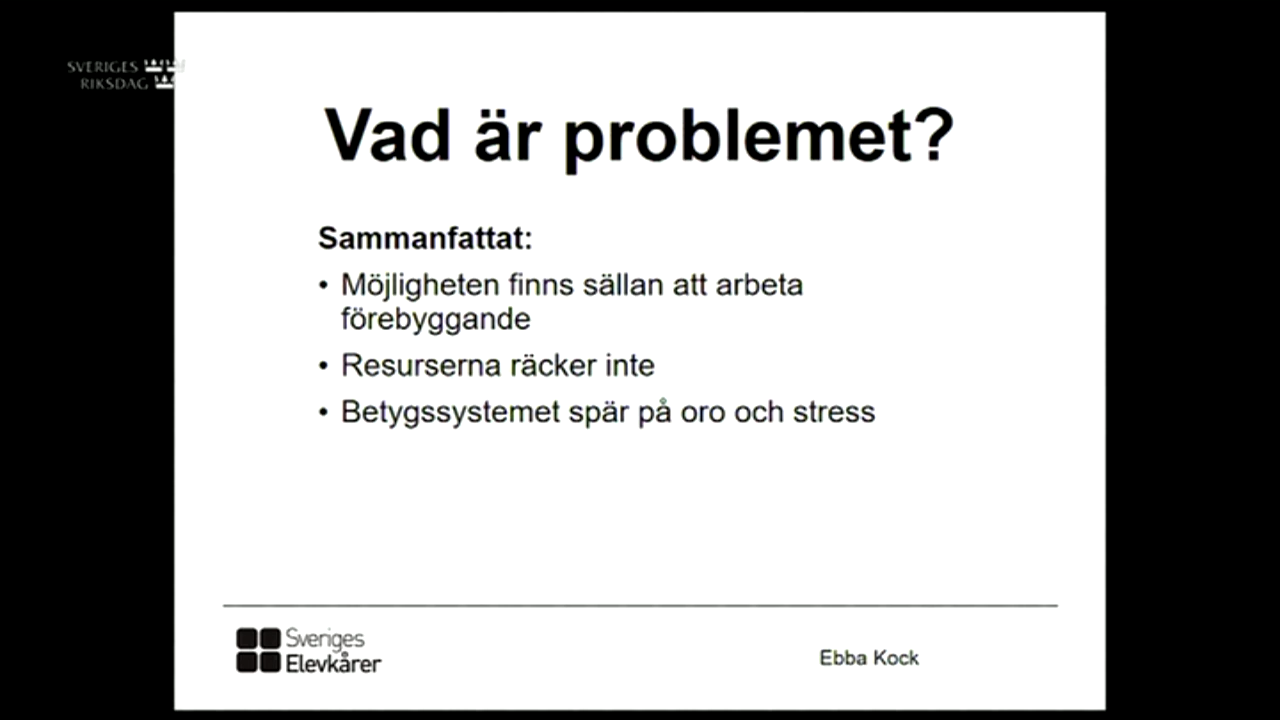 SVERIGES
RIKSDAG
Vad är problemet?
Sammanfattat:
• Möjligheten finns sällan att arbeta
förebyggande
• Resurserna räcker inte
• Betygssystemet spär på oro och stress
Sveriges
Elevkårer
Ebba Kock